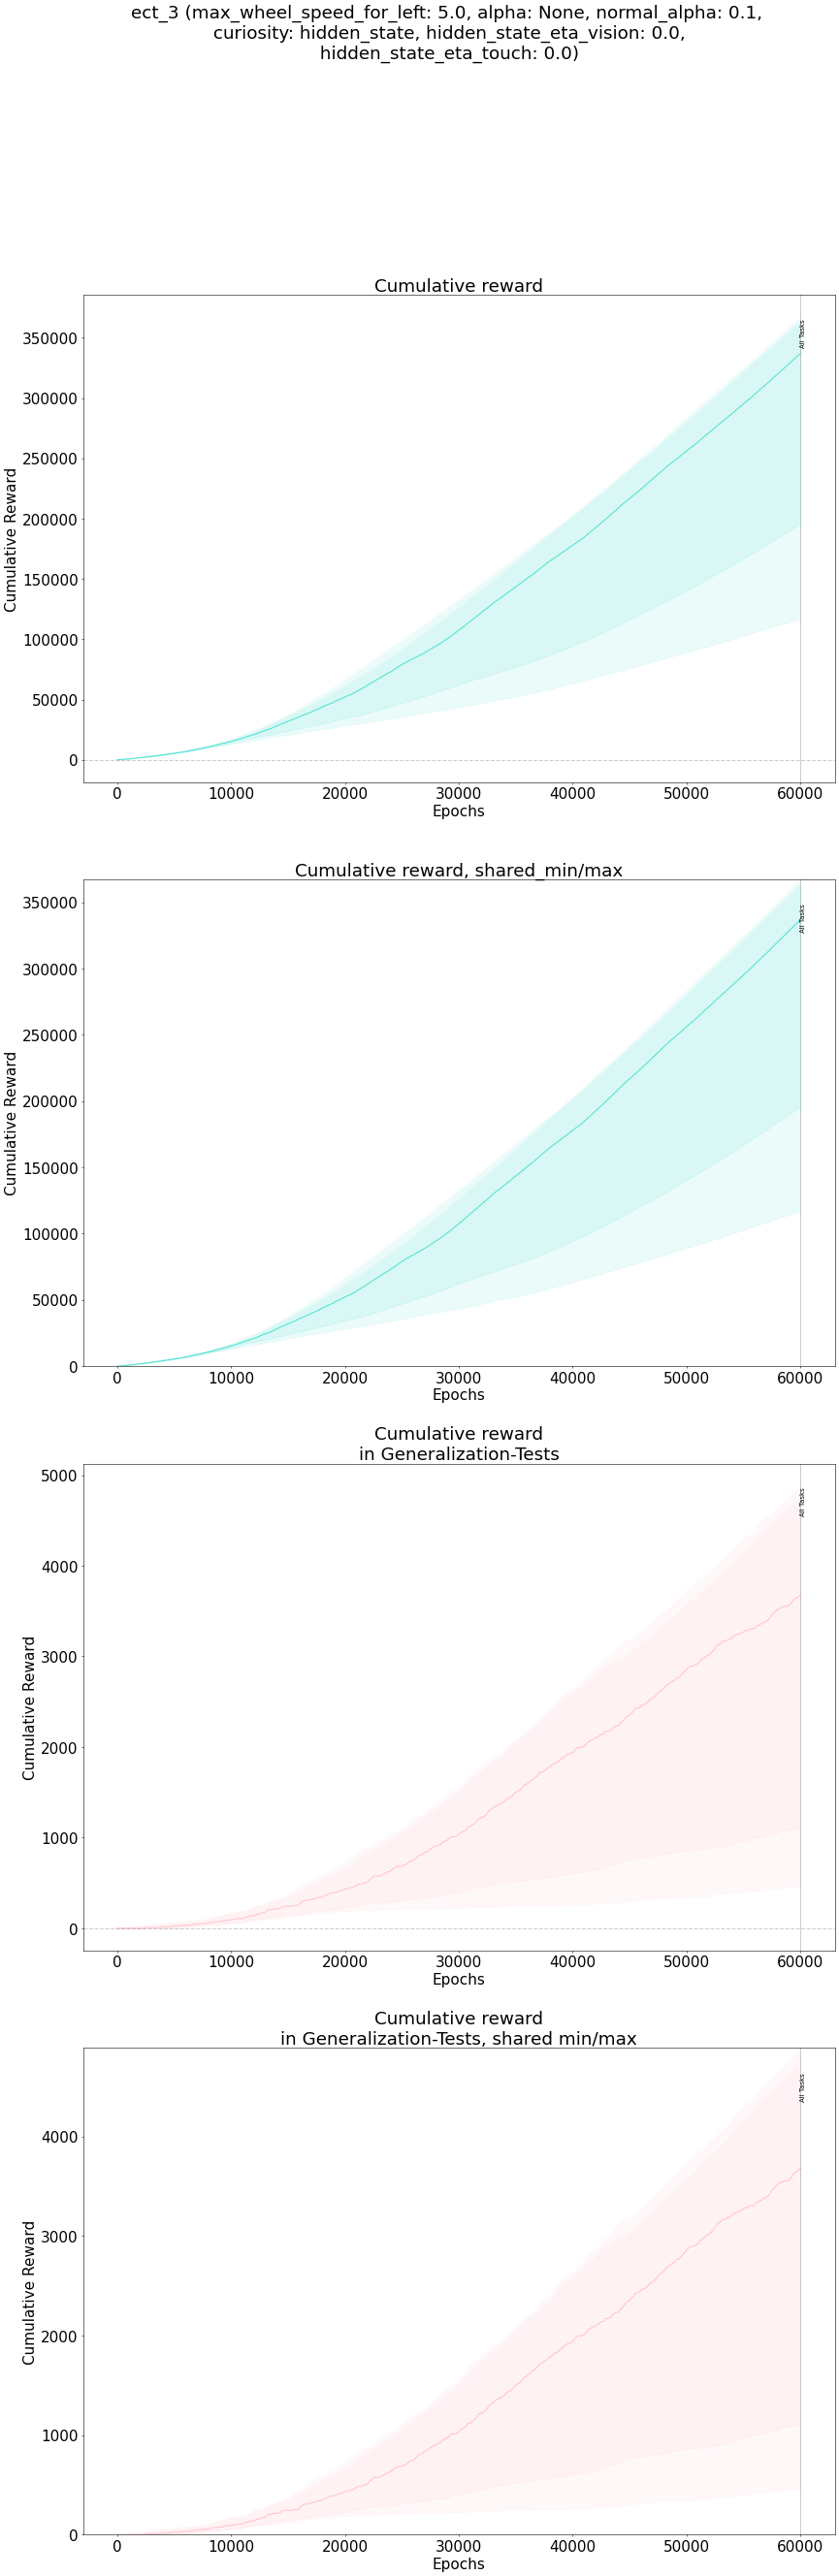 ect_3 (max_wheel_speed_for_left: 5.0, alpha: None, normal_alpha: 0.1,
curiosity: hidden_state, hidden_state_eta_vision: 0.0,
hidden_state_eta_touch: 0.0)
Cumulative reward
350000
300000
250000
200000
150000
100000
50000
0
Cumulative Reward
All Tasks
0 10000 20000 30000 40000 50000 60000
Epochs
Cumulative reward, shared_min/max
350000
300000
250000
200000
150000
100000
50000
0
Cumulative Reward
All Tasks
0 10000 20000 30000 40000 50000 60000
Epochs
Cumulative reward
in Generalization-Tests
5000
4000
3000
2000
1000
0
Cumulative Reward
All Tasks
0 10000 20000 30000 40000 50000 60000
Epochs
Cumulative reward
in Generalization-Tests, shared min/max
4000
3000
2000
1000
0
Cumulative Reward
All Tasks
0 10000 20000 30000 40000 50000 60000
Epochs